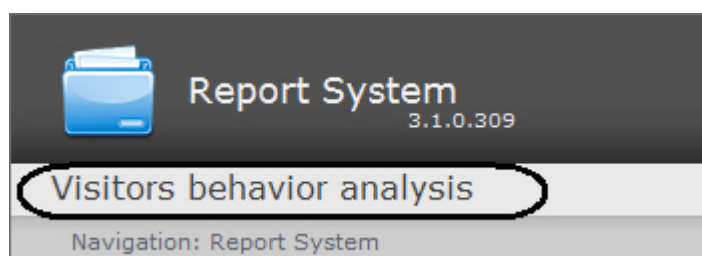 Report System
3.1.0.309
Visitors behavior analysis
Navigation: Report System